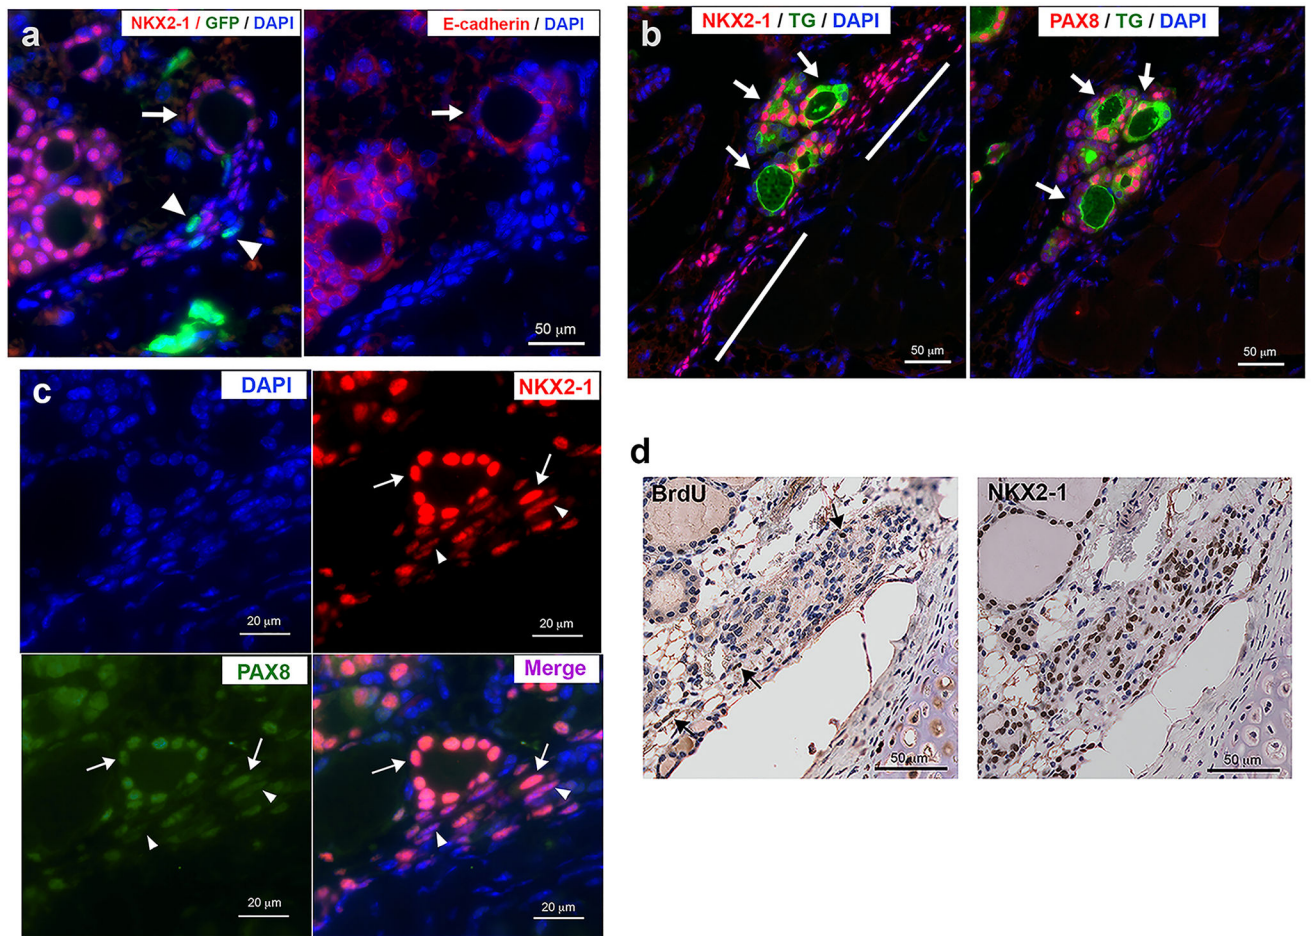 a
NKX2-1 / GFP / DAPI
E-cadherin / DAPI
50 μm
b
NKX2-1 / TG / DAPI
PAX8 / TG / DAPI
50 μm
50 μm
c
DAPI
NKX2-1
20 μm
20 μm
PAX8
Merge
20 μm
20 μm
d
BrdU
NKX2-1
50 μm
50 μm